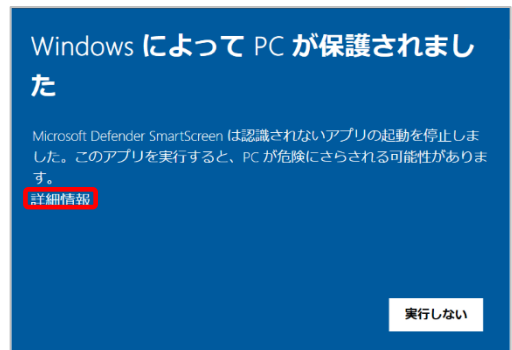 Windows によって PC が保護されまし
た
Microsoft Defender SmartScreen は認識されないアプリの起動を停止しま
した。このアプリを実行すると、PC が危険にさらされる可能性がありま
す。
詳細情報
実行しない